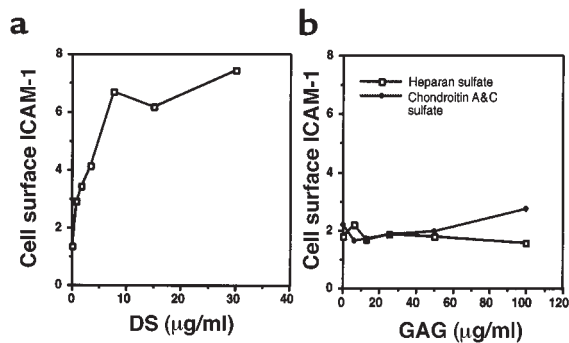 a
Cell surface ICAM-1
8
6
4
2
0
0 10 20 30 40
DS (µg/ml)
b
Cell surface ICAM-1
8
6
4
2
0
Heparan sulfate
Chondroitin A&C
sulfate
0 20 40 60 80 100 120
GAG (µg/ml)